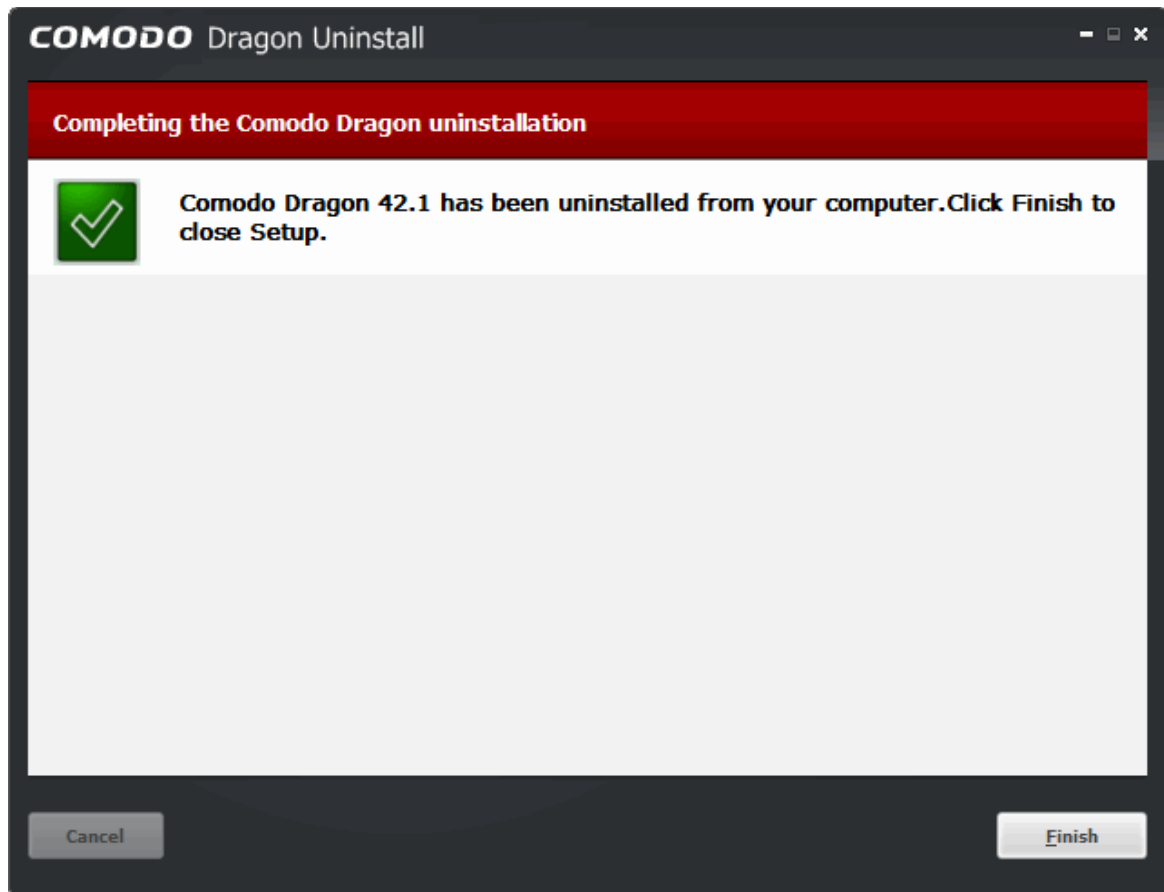 COMODO Dragon Uninstall
Completing the Comodo Dragon uninstallation
Comodo Dragon 42.1 has been uninstalled from your computer.Click Finish to
close Setup.
Cancel
Finish